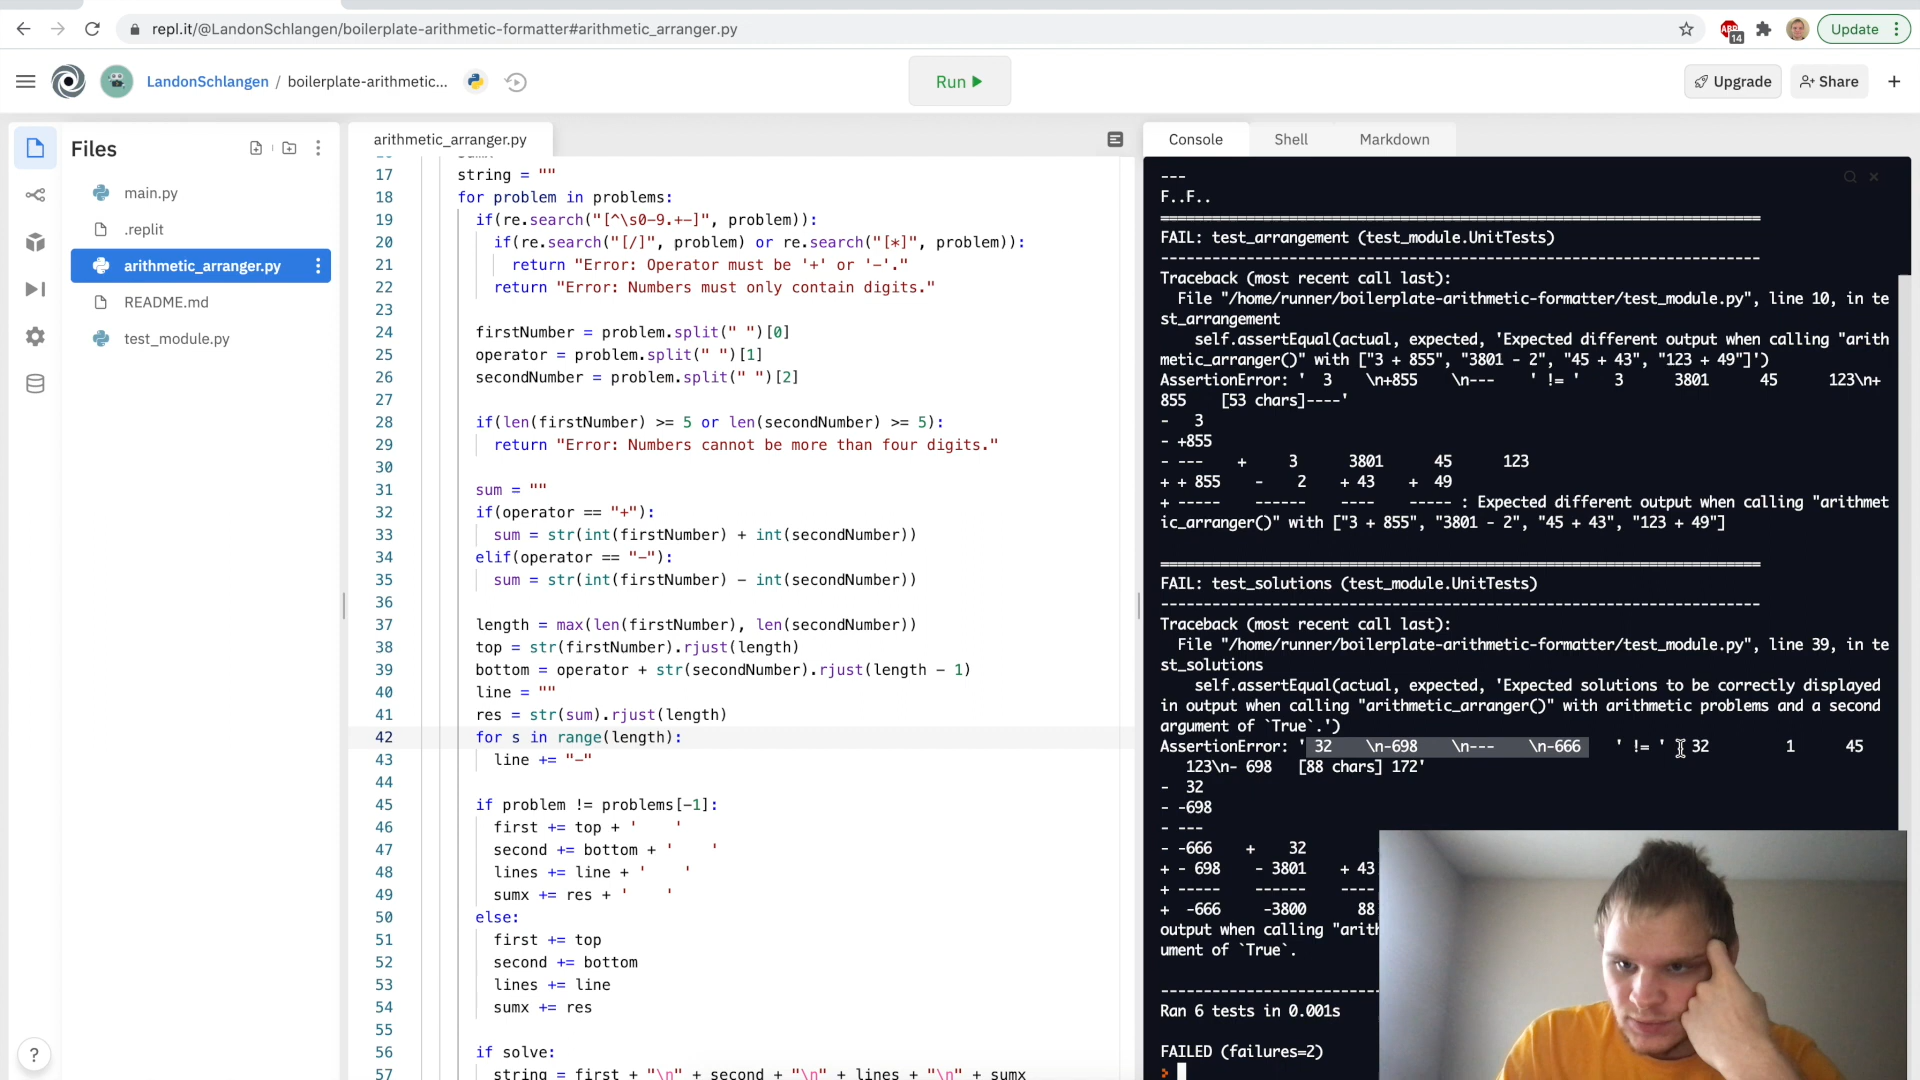 repl.it/@LandonSchlangen/boilerplate-arithmetic-formatter#arithmetic_arranger.py
ABP
14
Update
LandonSchlangen / boilerplate-arithmetic...
Run
Upgrade
Share
Files
main.py
.replit
arithmetic_arranger.py
README.md
test_module.py
?
arithmetic_arranger.py
17 string = ""
18 for problem in problems:
19 if(re.search("[^\s0-9.+-]", problem)):
20 if(re.search("[/]", problem) or re.search("[*]", problem)):
21 return "Error: Operator must be '+' or '-'."
22 return "Error: Numbers must only contain digits."
23
24 firstNumber = problem.split(" ")[0]
25 operator = problem.split(" ")[1]
26 secondNumber = problem.split(" ")[2]
27
28 if(len(firstNumber) >= 5 or len(secondNumber) >= 5):
29 return "Error: Numbers cannot be more than four digits."
30
31 sum = ""
32 if(operator == "+"):
33 sum = str(int(firstNumber) + int(secondNumber))
34 elif(operator == "-"):
35 sum = str(int(firstNumber) - int(secondNumber))
36
37 length = max(len(firstNumber), len(secondNumber))
38 top = str(firstNumber).rjust(length)
39 bottom = operator + str(secondNumber).rjust(length - 1)
40 line = ""
41 res = str(sum).rjust(length)
42 for s in range(length):
43 line += "-"
44
45 if problem != problems[-1]:
46 first += top + '    '
47 second += bottom + '    '
48 lines += line + '    '
49 sumx += res + '    '
50 else:
51 first += top
52 second += bottom
53 lines += line
54 sumx += res
55
56 if solve:
57 string = first + "\n" + second + "\n" + lines + "\n" + sumx
Console Shell Markdown
---
F..F..
======================================================================
FAIL: test_arrangement (test_module.UnitTests)
----------------------------------------------------------------------
Traceback (most recent call last):
File "/home/runner/boilerplate-arithmetic-formatter/test_module.py", line 10, in te
st_arrangement
self.assertEqual(actual, expected, 'Expected different output when calling "arith
metic_arranger()" with ["3 + 855", "3801 - 2", "45 + 43", "123 + 49"]')
AssertionError: '  3    \n+855    \n---    ' != '    3      3801      45      123\n+
855    [53 chars]----'
-   3
- +855
- ---    +     3      3801      45      123
+ + 855    -    2    + 43    +  49
+ -----    ------    ----    ----- : Expected different output when calling "arithmet
ic_arranger()" with ["3 + 855", "3801 - 2", "45 + 43", "123 + 49"]
======================================================================
FAIL: test_solutions (test_module.UnitTests)
----------------------------------------------------------------------
Traceback (most recent call last):
File "/home/runner/boilerplate-arithmetic-formatter/test_module.py", line 39, in te
st_solutions
self.assertEqual(actual, expected, 'Expected solutions to be correctly displayed
in output when calling "arithmetic_arranger()" with arithmetic problems and a second
argument of `True`.')
AssertionError: ' 32    \n-698    \n---    \n-666    ' != '   32         1      45
123\n- 698   [88 chars] 172'
-  32
- -698
- ---
- -666   +    32
+ - 698    - 3801    + 43
+ -----    ------    ----
+  -666     -3800      88
output when calling "arith
ument of `True`.
Ran 6 tests in 0.001s
FAILED (failures=2)